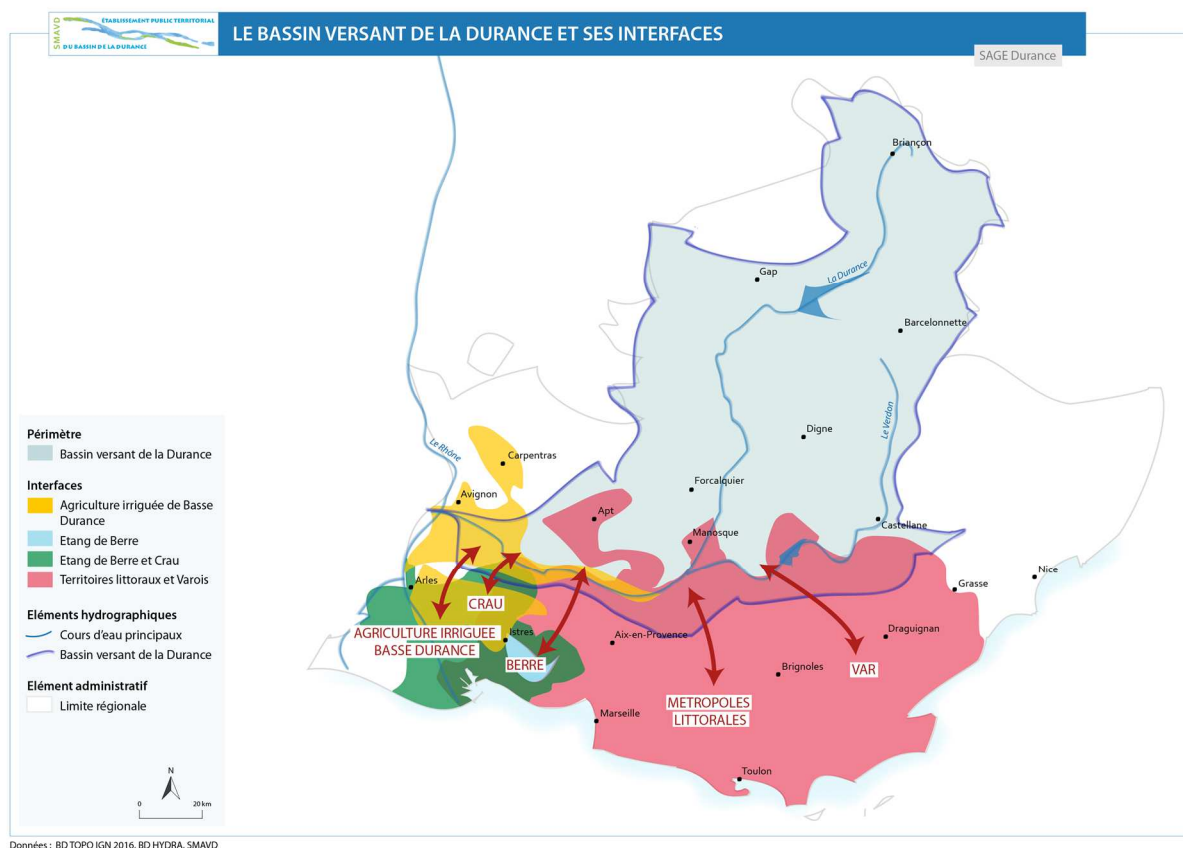 SMAVD
ÉTABLISSEMENT PUBLIC TERRITORIAL
DU BASSIN DE LA DURANCE
LE BASSIN VERSANT DE LA DURANCE ET SES INTERFACES
SAGE Durance
Briançon
Gap
La Durance
Barcelonnette
Le Verdon
Digne
Le Rhône
Carpentras
Avignon
Forcalquier
Apt
Manosque
Castellane
Nice
Grasse
Arles
CRAU
AGRICULTURE IRRIGUEE
BASSE DURANCE
Istres
BERRE
Aix-en-Provence
Draguignan
Brignoles
VAR
METROPOLES
LITTORALES
Marseille
Toulon
Périmètre
Bassin versant de la Durance
Interfaces
Agriculture irriguée de Basse
Durance
Etang de Berre
Etang de Berre et Crau
Territoires littoraux et Varois
Eléments hydrographiques
Cours d'eau principaux
Bassin versant de la Durance
Elément administratif
Limite régionale
N
0 20 km
Données : BD TOPO IGN 2016, BD HYDRA, SMAVD